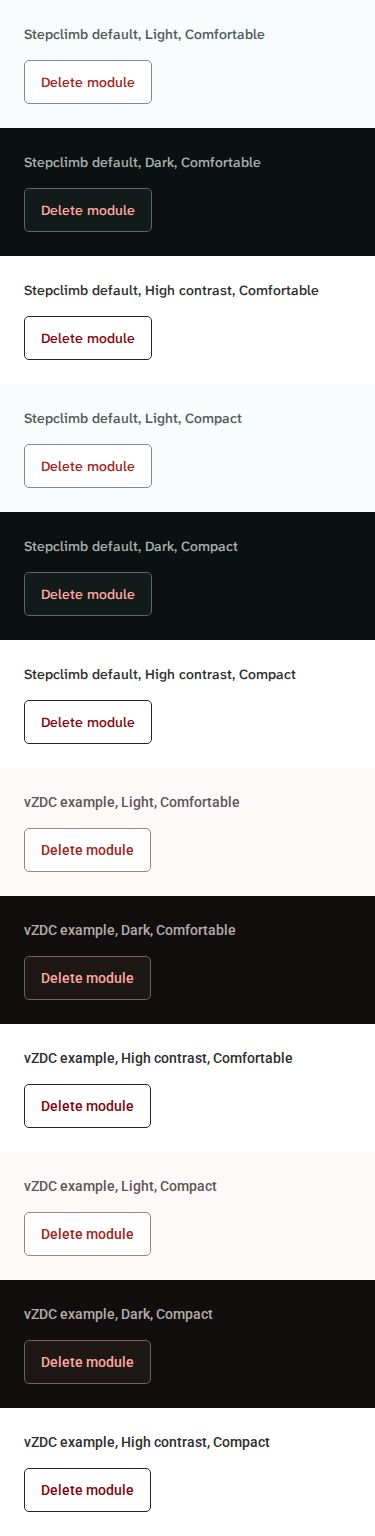 Stepclimb default, Light, Comfortable
Delete module
Stepclimb default, Dark, Comfortable
Delete module
Stepclimb default, High contrast, Comfortable
Delete module
Stepclimb default, Light, Compact
Delete module
Stepclimb default, Dark, Compact
Delete module
Stepclimb default, High contrast, Compact
Delete module
vZDC example, Light, Comfortable
Delete module
vZDC example, Dark, Comfortable
Delete module
vZDC example, High contrast, Comfortable
Delete module
vZDC example, Light, Compact
Delete module
vZDC example, Dark, Compact
Delete module
vZDC example, High contrast, Compact
Delete module